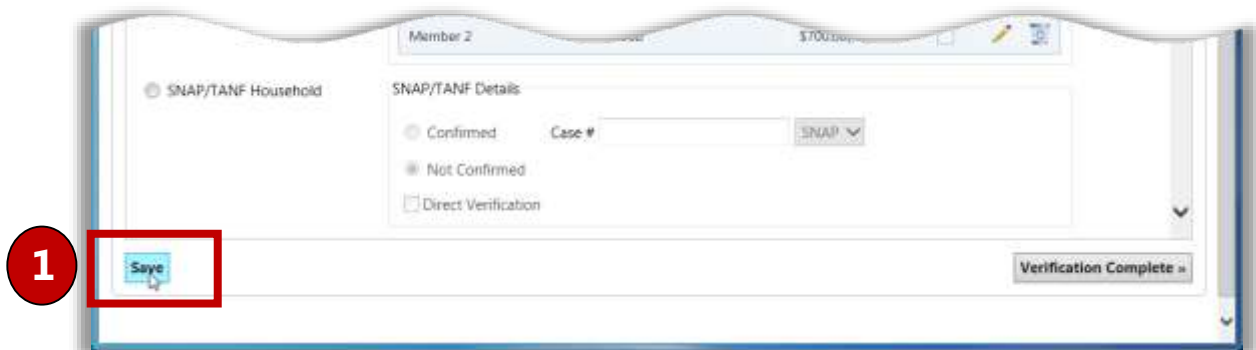 Member 2
SNAP/TANF Household
SNAP/TANF Details
Confirmed Case # SNAP
Not Confirmed
Direct Verification
1
Save
Verification Complete »